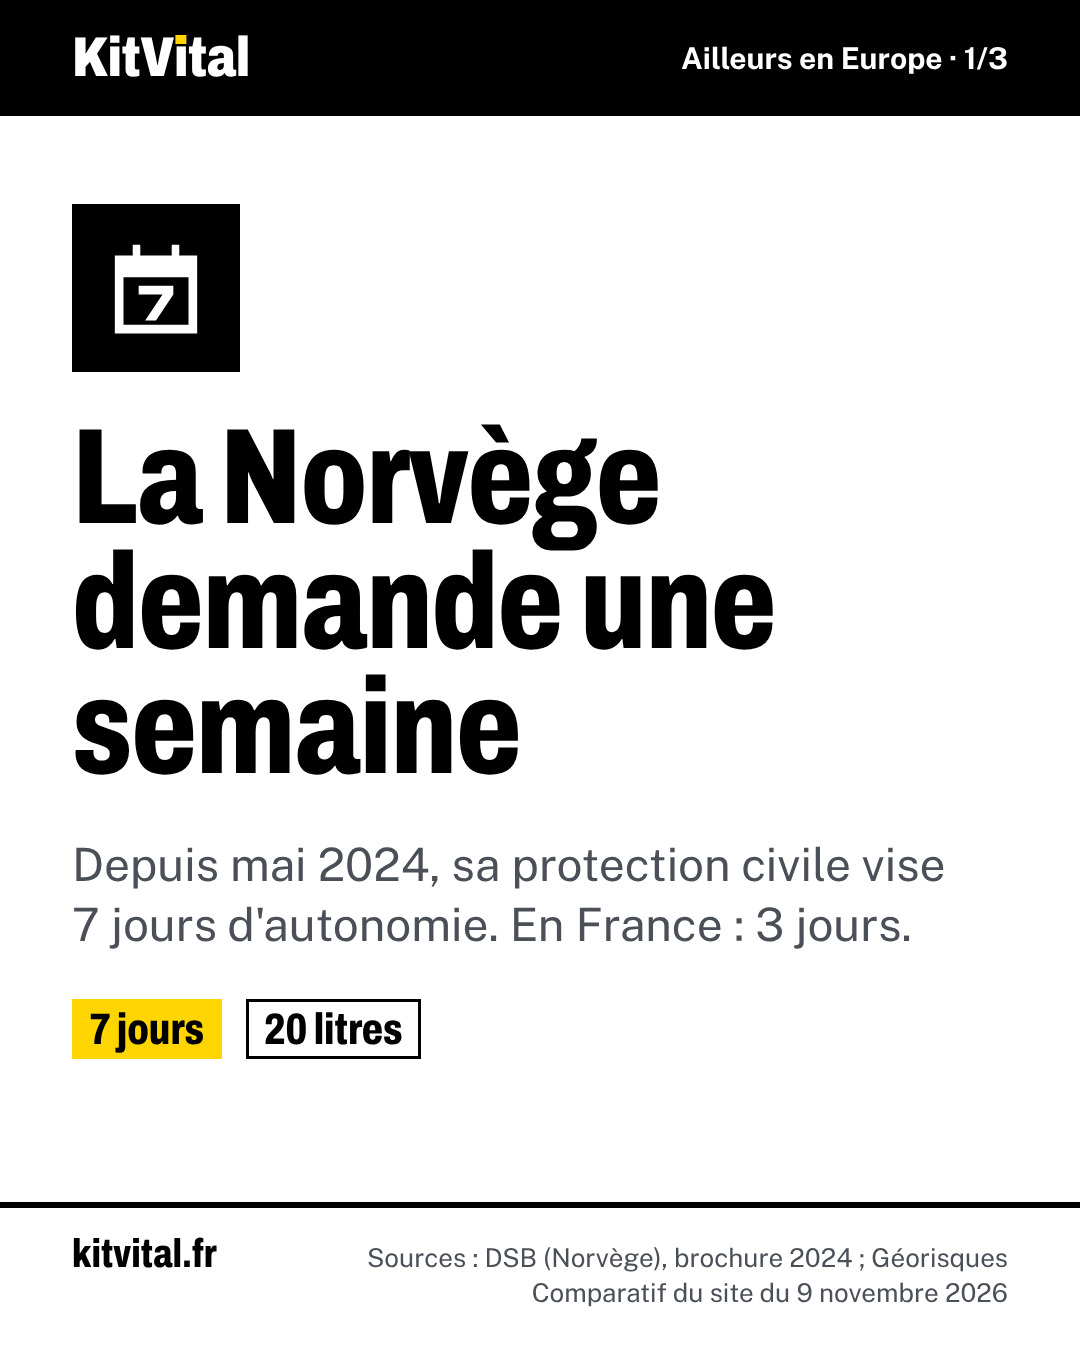 KitVital
Ailleurs en Europe · 1/3
7
La Norvège
demande une
semaine
Depuis mai 2024, sa protection civile vise
7 jours d'autonomie. En France : 3 jours.
7 jours
20 litres
kitvital.fr
Sources : DSB (Norvège), brochure 2024 ; Géorisques
Comparatif du site du 9 novembre 2026